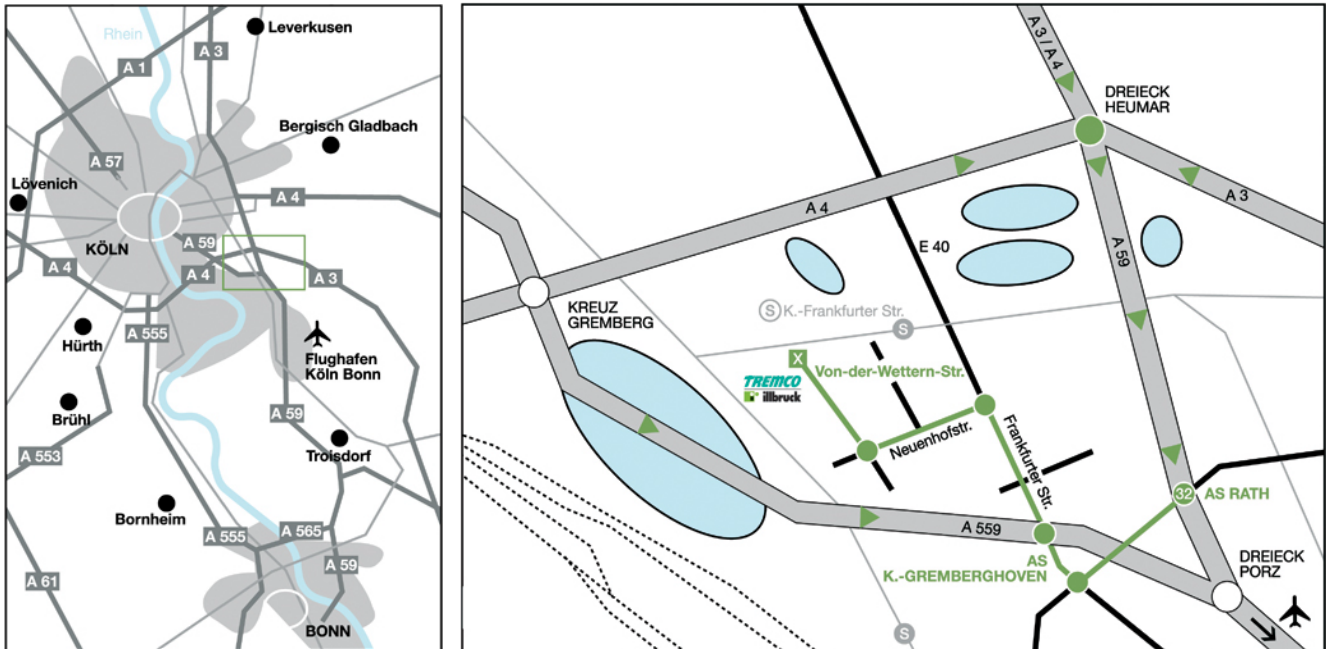 Rhein
Leverkusen
A 3
A 1
Bergisch Gladbach
A 57
Lövenich
A 4
KÖLN
A 59
A 4
A 4
A 3
A 555
Hürth
Flughafen
Köln Bonn
Brühl
A 59
A 553
Troisdorf
Bornheim
A 565
A 555
A 59
A 61
BONN
A 3 / A 4
DREIECK
HEUMAR
A 4
A 3
E 40
A 59
KREUZ
GREMBERG
S K.-Frankfurter Str.
S
X
Von-der-Wettern-Str.
TREMCO
illbruck
Neuenhofstr.
Frankfurter Str.
32 AS RATH
A 559
AS
K.-GREMBERGHOVEN
DREIECK
PORZ
S